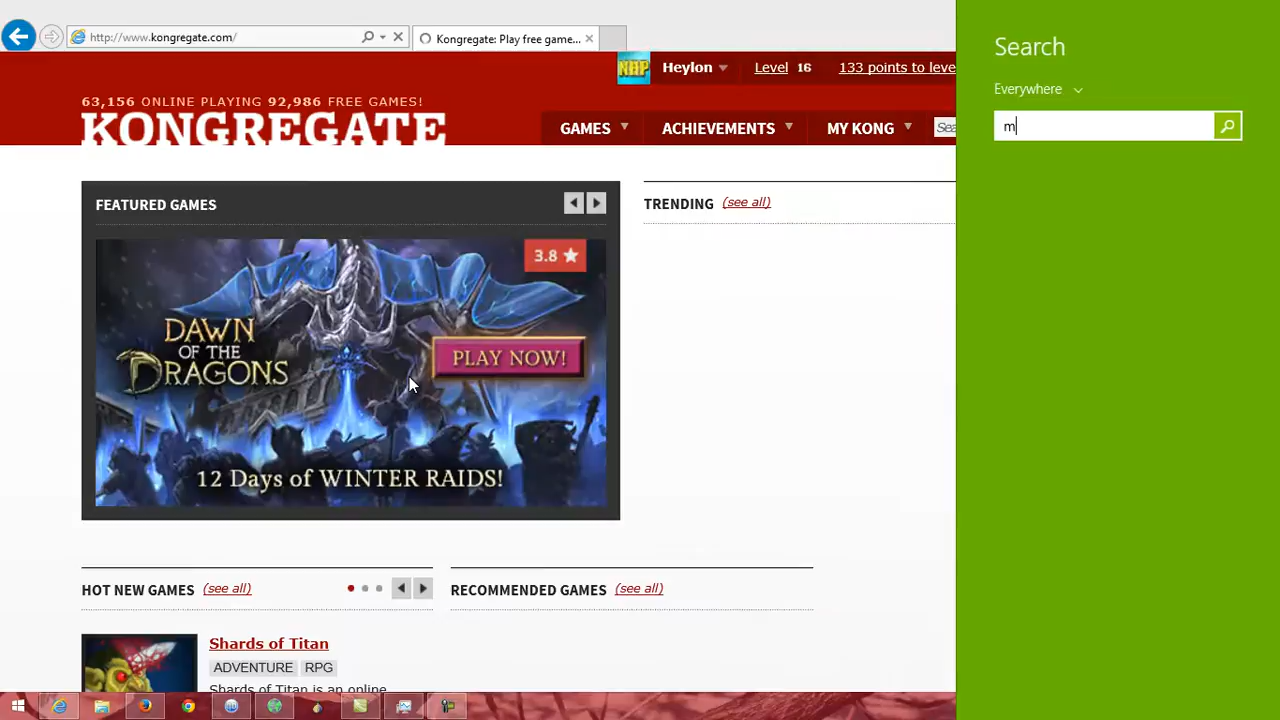 http://www.kongregate.com/
Kongregate: Play free game...
Search
Everywhere
m
Heylon
Level 16
133 points to leve
63,156 ONLINE PLAYING 92,986 FREE GAMES!
KONGREGATE
GAMES
ACHIEVEMENTS
MY KONG
Sea
FEATURED GAMES
TRENDING (see all)
3.8
DAWN
OF THE
DRAGONS
PLAY NOW!
12 Days of WINTER RAIDS!
HOT NEW GAMES (see all)
RECOMMENDED GAMES (see all)
Shards of Titan
ADVENTURE RPG
Shards of Titan is an online